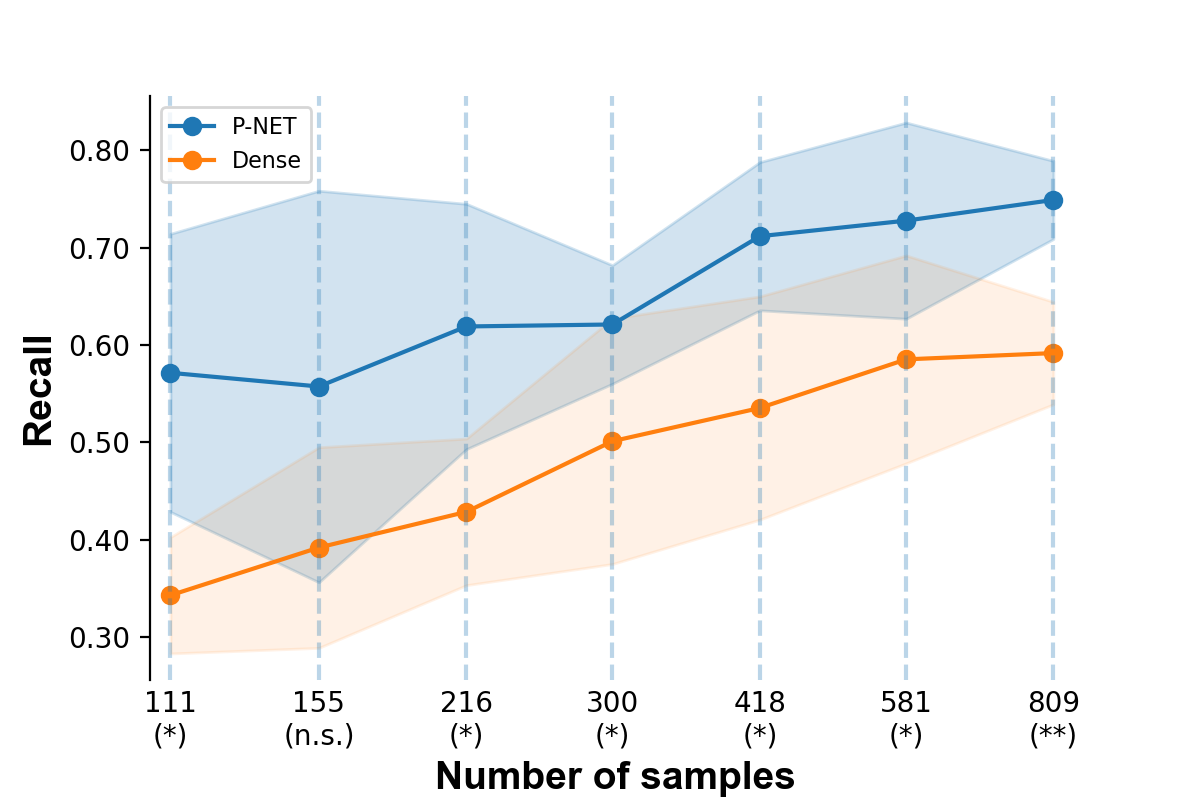 P-NET
Dense
0.80
0.70
0.60
0.50
0.40
0.30
Recall
111 155 216 300 418 581 809
(*) (n.s.) (*) (*) (*) (*) (**)
Number of samples